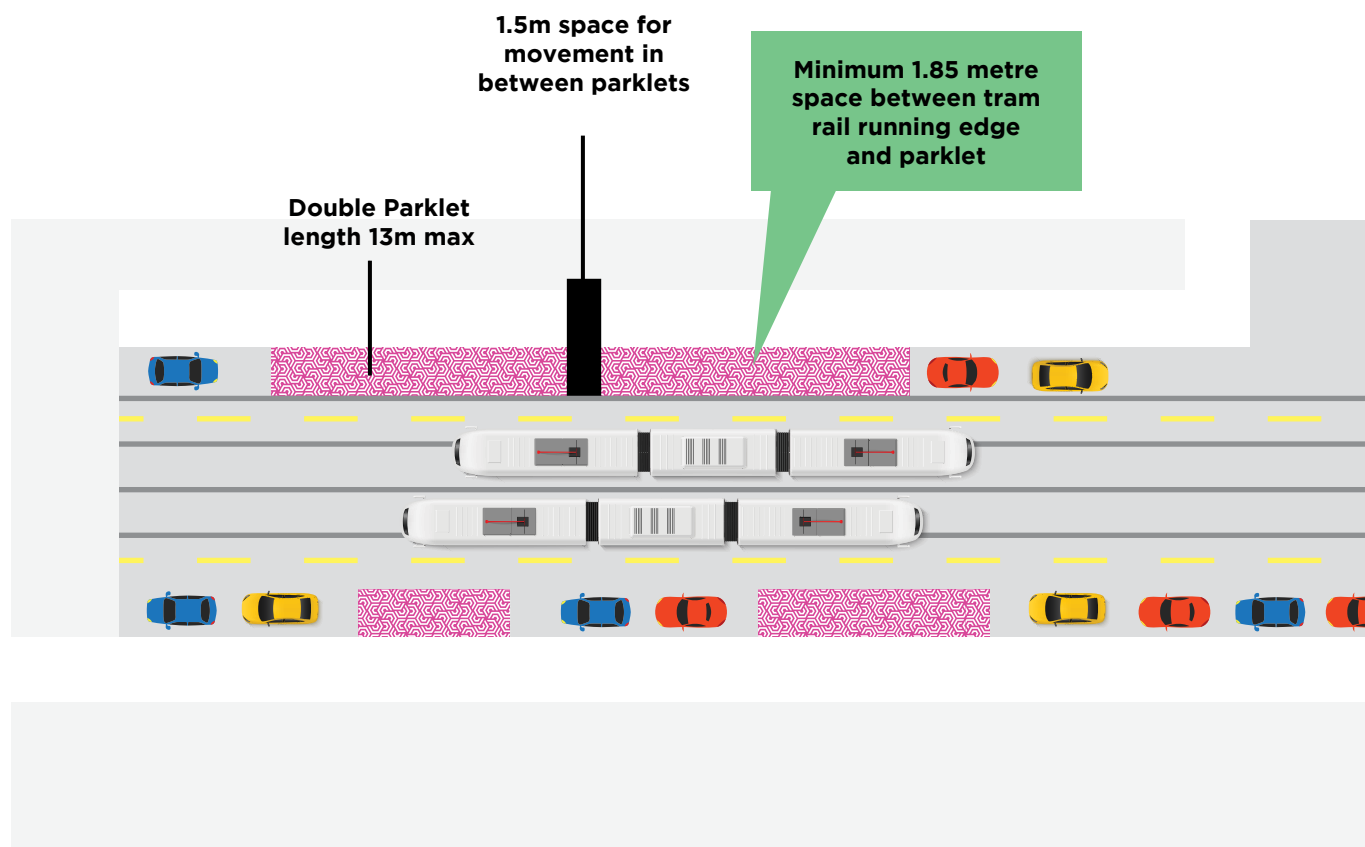 1.5m space for
movement in
between parklets
Minimum 1.85 metre
space between tram
rail running edge
and parklet
Double Parklet
length 13m max